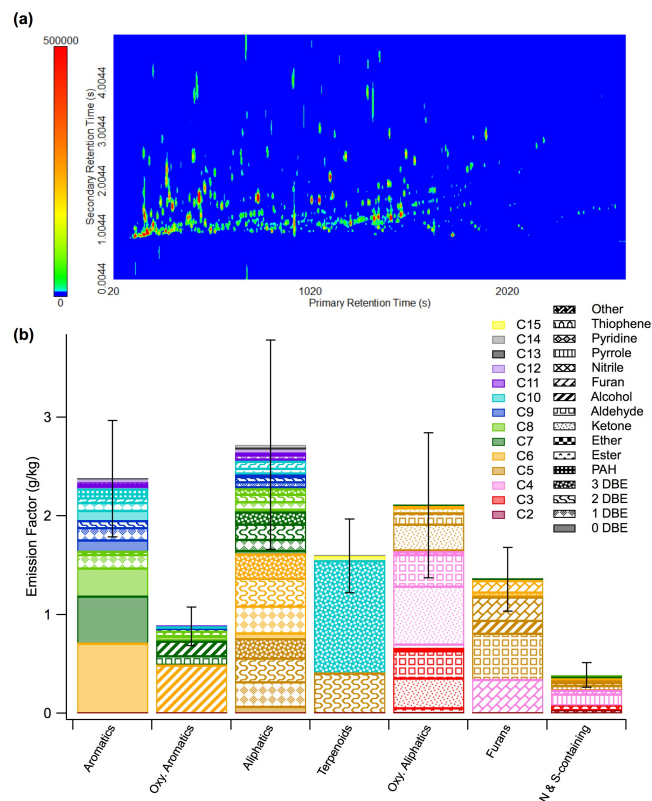 (a)
500000
0
Secondary Retention Time (s)
0.0044 1.0044 2.0044 3.0044 4.0044
20 1020 2020
Primary Retention Time (s)
(b)
Emission Factor (g/kg)
3
2
1
0
C15
C14
C13
C12
C11
C10
C9
C8
C7
C6
C5
C4
C3
C2
Other
Thiophene
Pyridine
Pyrrole
Nitrile
Furan
Alcohol
Aldehyde
Ketone
Ether
Ester
PAH
3 DBE
2 DBE
1 DBE
0 DBE
Aromatics
Oxy. Aromatics
Aliphatics
Terpenoids
Oxy. Aliphatics
Furans
N & S-containing